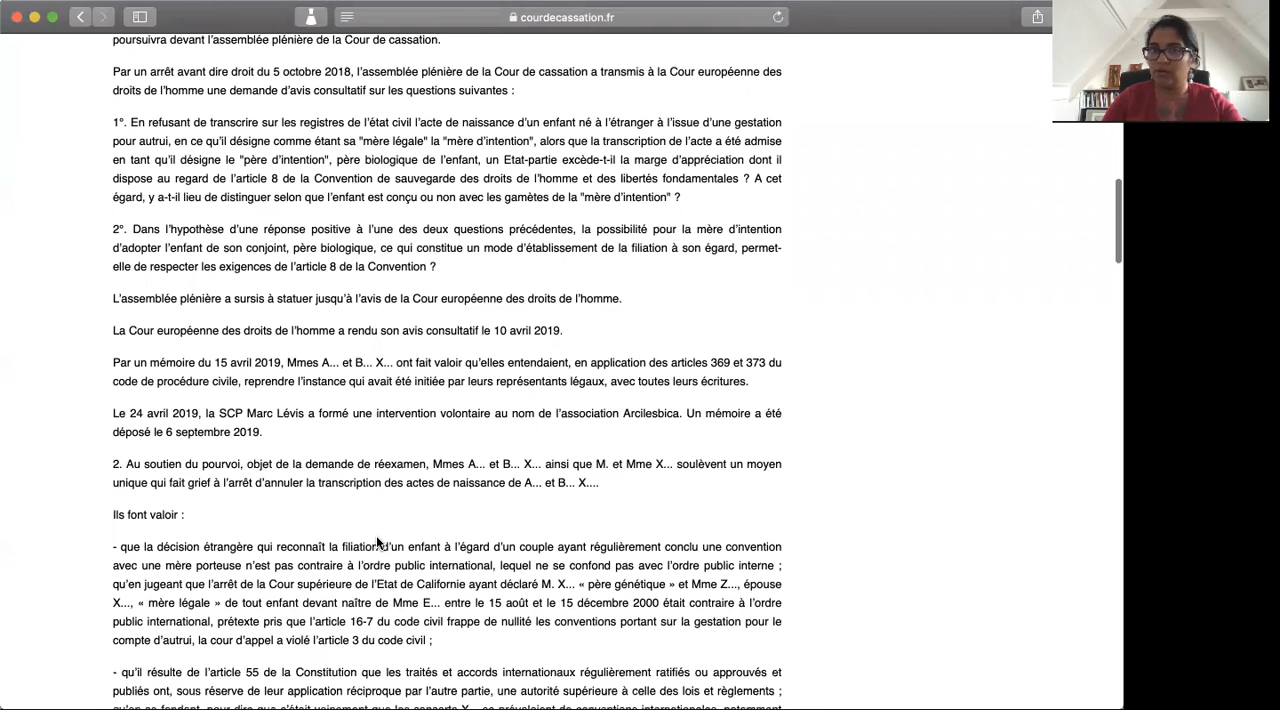 courdecassation.fr
poursuivra devant l'assemblée plénière de la Cour de cassation.
Par un arrêt avant dire droit du 5 octobre 2018, l'assemblée plénière de la Cour de cassation a transmis à la Cour européenne des
droits de l'homme une demande d'avis consultatif sur les questions suivantes :
1°. En refusant de transcrire sur les registres de l'état civil l'acte de naissance d'un enfant né à l'étranger à l'issue d'une gestation
pour autrui, en ce qu'il désigne comme étant sa "mère légale" la "mère d'intention", alors que la transcription de l'acte a été admise
en tant qu'il désigne le "père d'intention", père biologique de l'enfant, un Etat-partie excède-t-il la marge d'appréciation dont il
dispose au regard de l'article 8 de la Convention de sauvegarde des droits de l'homme et des libertés fondamentales ? A cet
égard, y a-t-il lieu de distinguer selon que l'enfant est conçu ou non avec les gamètes de la "mère d'intention" ?
2°. Dans l'hypothèse d'une réponse positive à l'une des deux questions précédentes, la possibilité pour la mère d'intention
d'adopter l'enfant de son conjoint, père biologique, ce qui constitue un mode d'établissement de la filiation à son égard, permet-
elle de respecter les exigences de l'article 8 de la Convention ?
L'assemblée plénière a sursis à statuer jusqu'à l'avis de la Cour européenne des droits de l'homme.
La Cour européenne des droits de l'homme a rendu son avis consultatif le 10 avril 2019.
Par un mémoire du 15 avril 2019, Mmes A... et B... X... ont fait valoir qu'elles entendaient, en application des articles 369 et 373 du
code de procédure civile, reprendre l'instance qui avait été initiée par leurs représentants légaux, avec toutes leurs écritures.
Le 24 avril 2019, la SCP Marc Lévis a formé une intervention volontaire au nom de l'association Arcilesbica. Un mémoire a été
déposé le 6 septembre 2019.
2. Au soutien du pourvoi, objet de la demande de réexamen, Mmes A... et B... X... ainsi que M. et Mme X... soulèvent un moyen
unique qui fait grief à l'arrêt d'annuler la transcription des actes de naissance de A... et B... X....
Ils font valoir :
- que la décision étrangère qui reconnaît la filiation d'un enfant à l'égard d'un couple ayant régulièrement conclu une convention
avec une mère porteuse n'est pas contraire à l'ordre public international, lequel ne se confond pas avec l'ordre public interne ;
qu'en jugeant que l'arrêt de la Cour supérieure de l'Etat de Californie ayant déclaré M. X... « père génétique » et Mme Z..., épouse
X..., « mère légale » de tout enfant devant naître de Mme E... entre le 15 août et le 15 décembre 2000 était contraire à l'ordre
public international, prétexte pris que l'article 16-7 du code civil frappe de nullité les conventions portant sur la gestation pour le
compte d'autrui, la cour d'appel a violé l'article 3 du code civil ;
- qu'il résulte de l'article 55 de la Constitution que les traités et accords internationaux régulièrement ratifiés ou approuvés et
publiés ont, sous réserve de leur application réciproque par l'autre partie, une autorité supérieure à celle des lois et règlements ;
qu'en se fondant, pour dire que c'était vainement que les consorts X... se prévalaient de conventions internationales, notamment